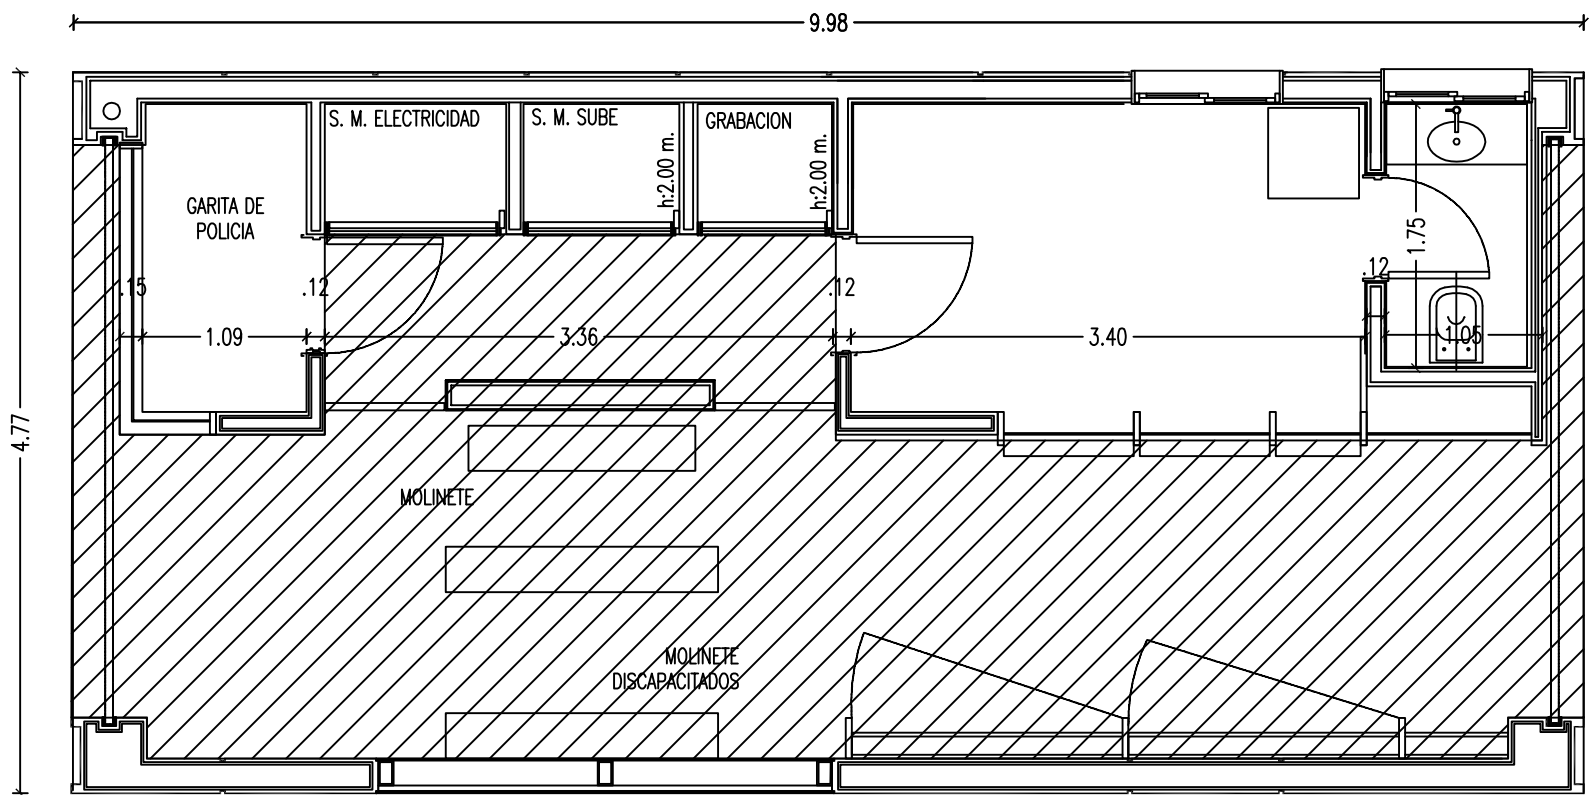 9.98
S. M. ELECTRICIDAD
S. M. SUBE
GRABACION
h:2.00 m.
h:2.00 m.
GARITA DE
POLICIA
1.75
.15
.12
.12
.12
1.09
3.36
3.40
1.05
4.77
MOLINETE
MOLINETE
DISCAPACITADOS